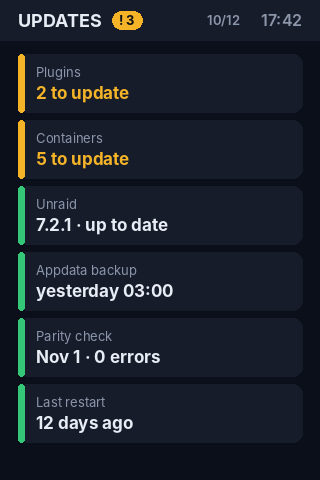 UPDATES ! 3 10/12 17:42
Plugins
2 to update
Containers
5 to update
Unraid
7.2.1 · up to date
Appdata backup
yesterday 03:00
Parity check
Nov 1 · 0 errors
Last restart
12 days ago